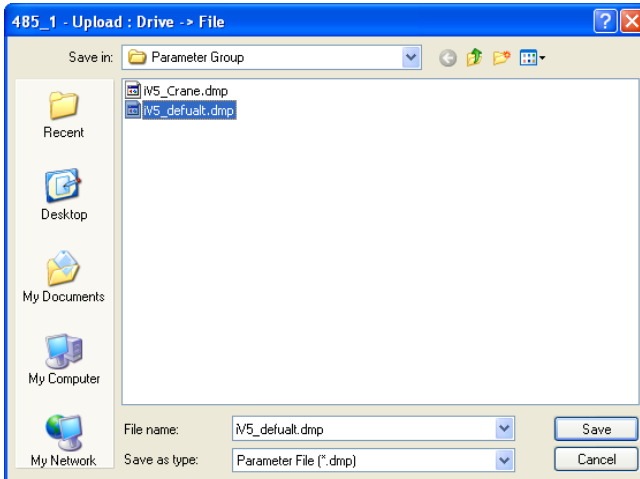 485_1 - Upload : Drive -> File
Save in:
Parameter Group
Recent
Desktop
My Documents
My Computer
My Network
iV5_Crane.dmp
iV5_defualt.dmp
File name:
iV5_defualt.dmp
Save
Save as type:
Parameter File (*.dmp)
Cancel